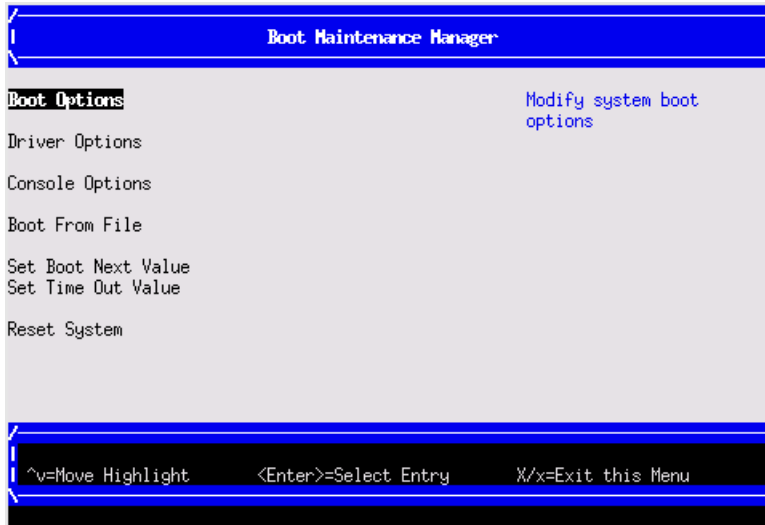 Boot Maintenance Manager
Boot Options
Modify system boot
options
Driver Options
Console Options
Boot From File
Set Boot Next Value
Set Time Out Value
Reset System
^v=Move Highlight <Enter>=Select Entry X/x=Exit this Menu